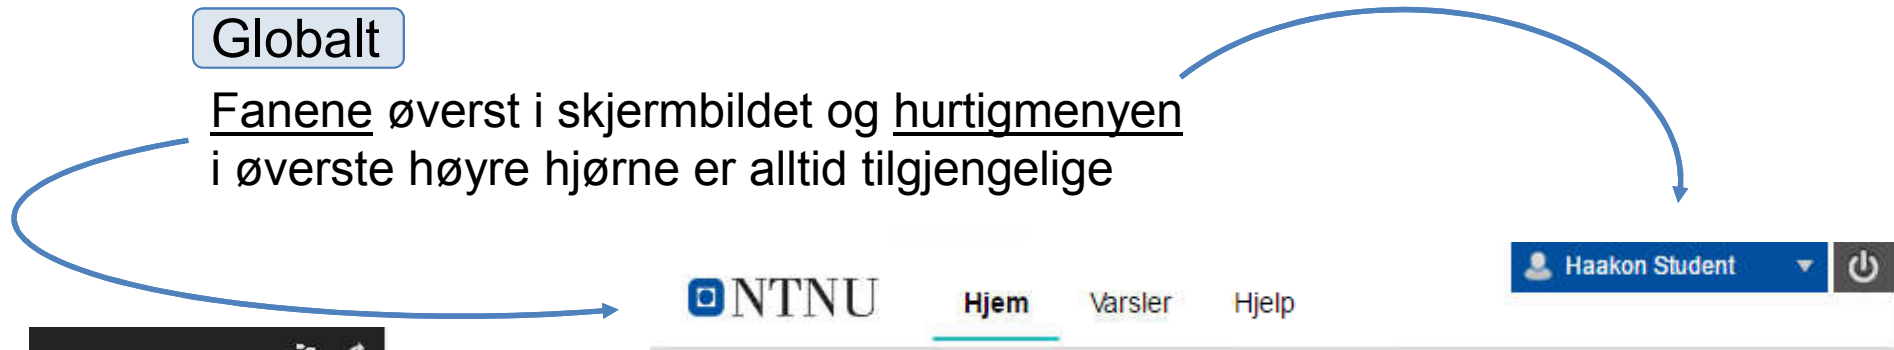 Globalt
Fanene øverst i skjermbildet og hurtigmenyen
i øverste høyre hjørne er alltid tilgjengelige
Haakon Student
NTNU Hjem Varsler Hjelp